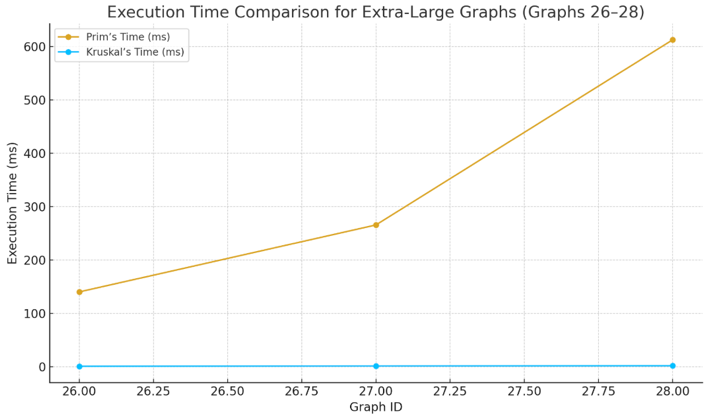 Execution Time Comparison for Extra-Large Graphs (Graphs 26–28)
Prim's Time (ms)
Kruskal's Time (ms)
600
500
400
300
200
100
0
Execution Time (ms)
26.00 26.25 26.50 26.75 27.00 27.25 27.50 27.75 28.00
Graph ID